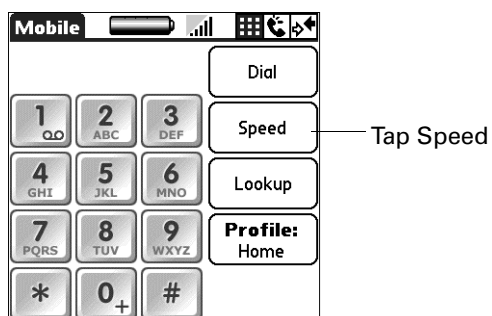 Mobile
Dial
1
2 ABC
3 DEF
Speed
Tap Speed
4 GHI
5 JKL
6 MNO
Lookup
7 PQRS
8 TUV
9 WXYZ
Profile:
Home
*
0+
#